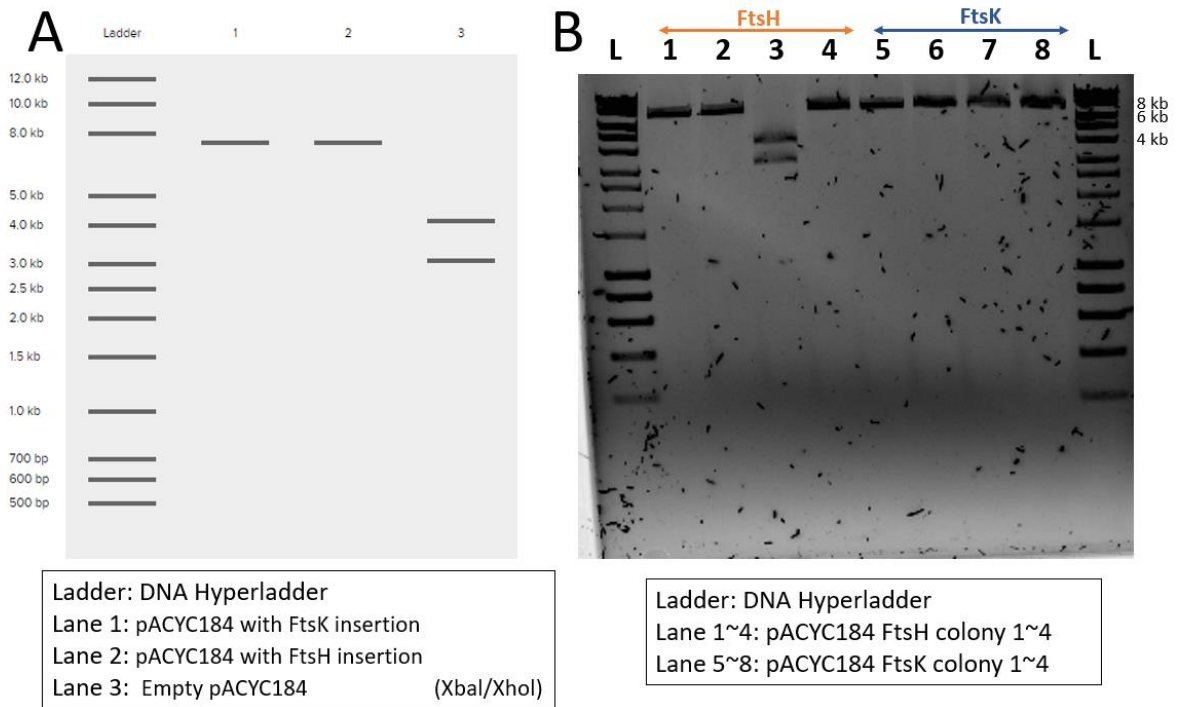 A
Ladder 1 2 3
12.0 kb
10.0 kb
8.0 kb
5.0 kb
4.0 kb
3.0 kb
2.5 kb
2.0 kb
1.5 kb
1.0 kb
700 bp
600 bp
500 bp
Ladder: DNA Hyperladder
Lane 1: pACYC184 with FtsK insertion
Lane 2: pACYC184 with FtsH insertion
Lane 3: Empty pACYC184 (XbaI/XhoI)
B
FtsH FtsK
L 1 2 3 4 5 6 7 8 L
8 kb
6 kb
4 kb
Ladder: DNA Hyperladder
Lane 1~4: pACYC184 FtsH colony 1~4
Lane 5~8: pACYC184 FtsK colony 1~4